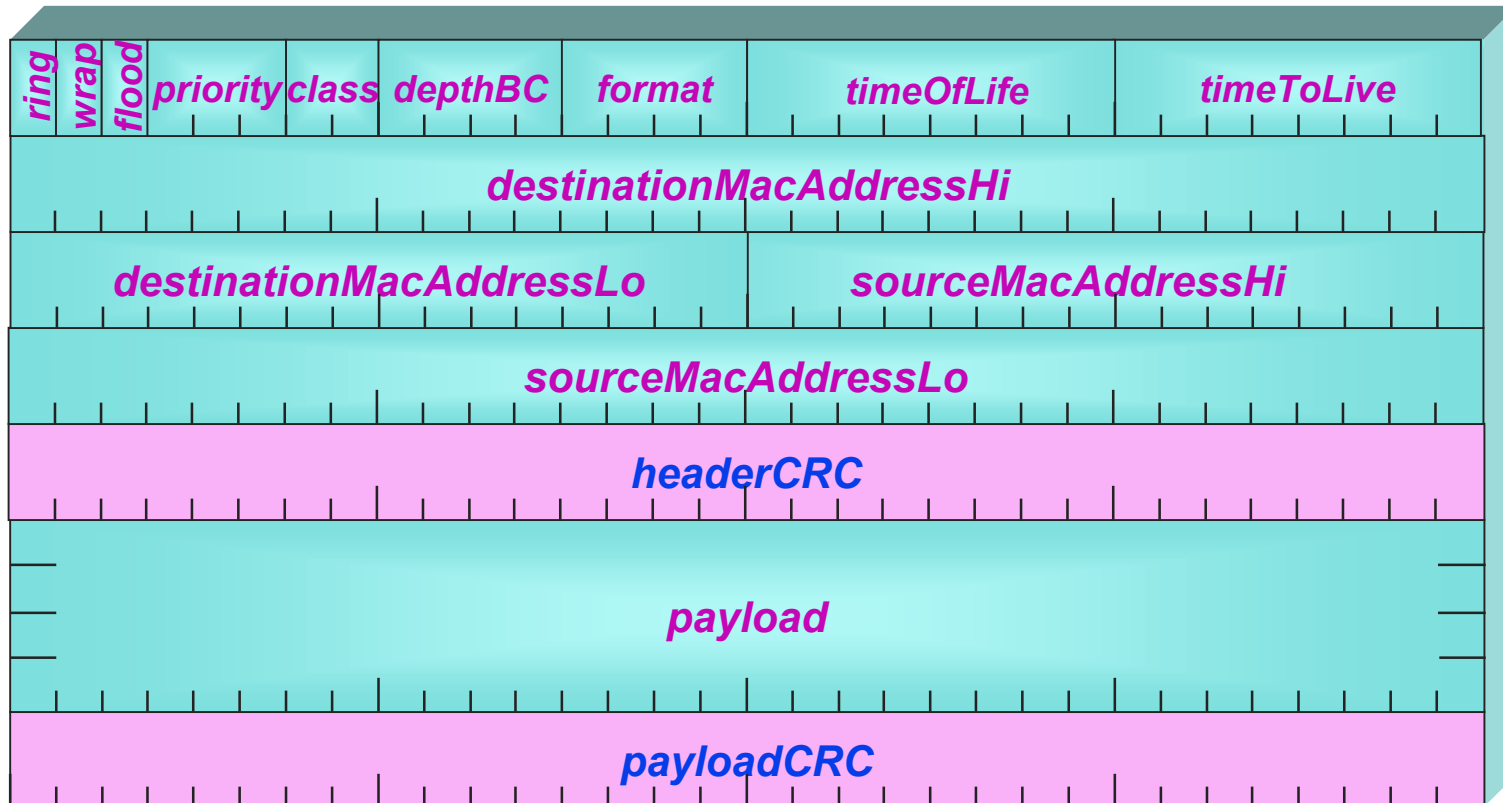 ring wrap flood priority class depthBC format timeOfLife timeToLive
destinationMacAddressHi
destinationMacAddressLo sourceMacAddressHi
sourceMacAddressLo
headerCRC
payload
payloadCRC